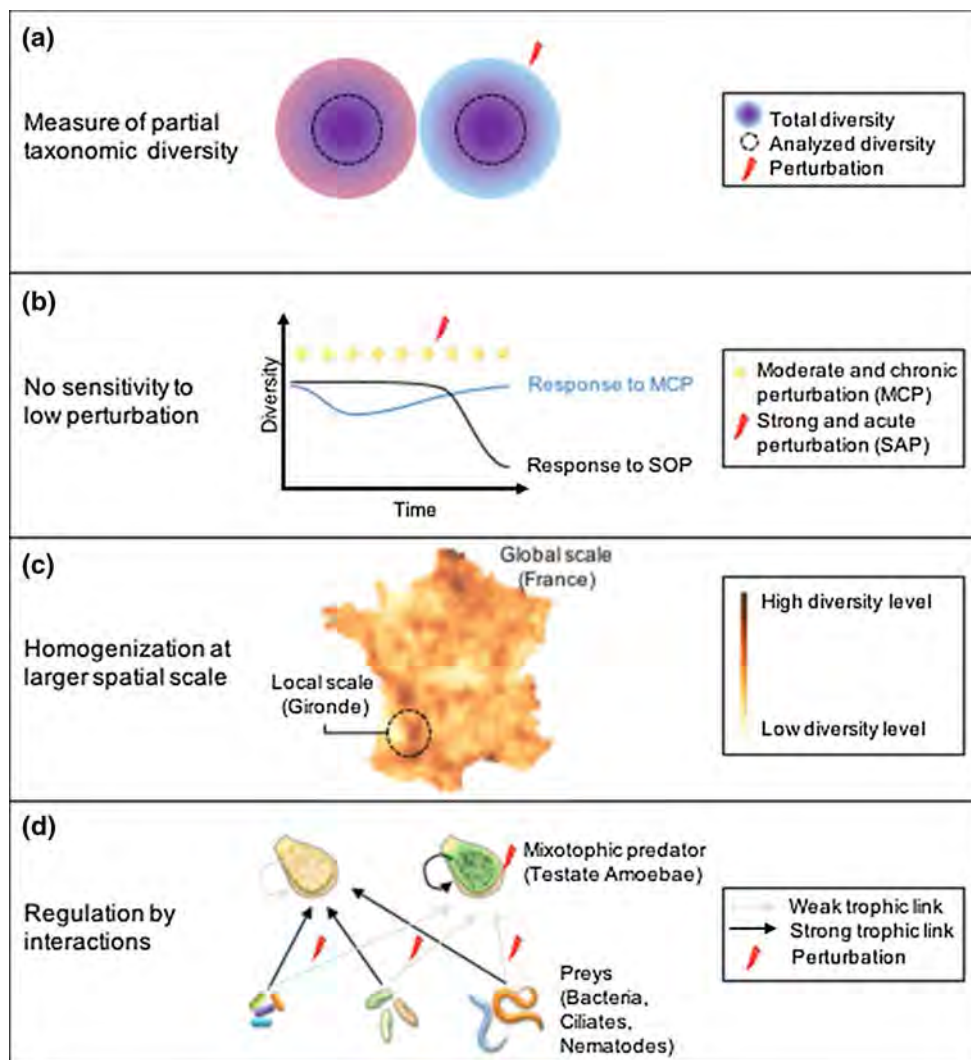 (a)
Measure of partial
taxonomic diversity
Total diversity
Analyzed diversity
Perturbation
(b)
No sensitivity to
low perturbation
Diversity
Time
Response to MCP
Response to SOP
Moderate and chronic
perturbation (MCP)
Strong and acute
perturbation (SAP)
(c)
Homogenization at
larger spatial scale
Global scale
(France)
Local scale
(Gironde)
High diversity level
Low diversity level
(d)
Regulation by
interactions
Mixotophic predator
(Testate Amoebae)
Preys
(Bacteria,
Ciliates,
Nematodes)
Weak trophic link
Strong trophic link
Perturbation